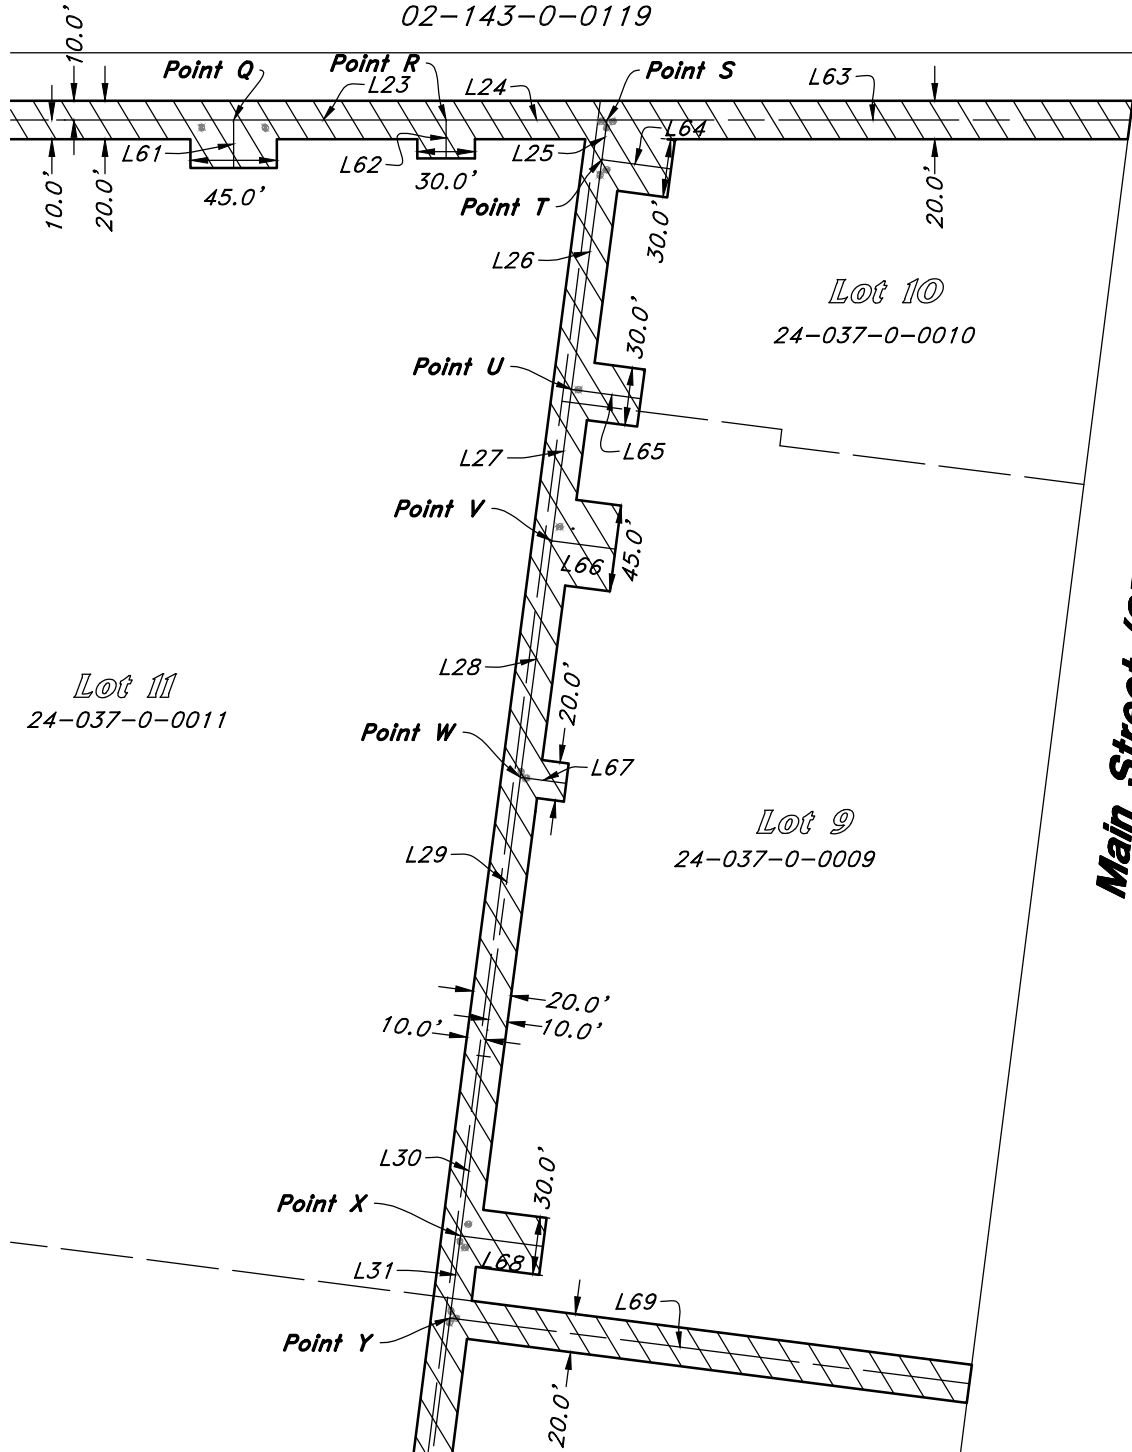 02-143-0-0119
10.0'
Point Q
Point R
Point S
L23
L24
L63
L61
L62
L25
L64
45.0'
30.0'
10.0'
20.0'
Point T
30.0'
20.0'
L26
Lot 10
24-037-0-0010
30.0'
Point U
L27
L65
Point V
45.0'
L66
Lot 11
24-037-0-0011
L28
20.0'
Point W
L67
Lot 9
24-037-0-0009
Main Street
L29
20.0'
10.0'
10.0'
L30
30.0'
Point X
L68
L31
L69
Point Y
20.0'